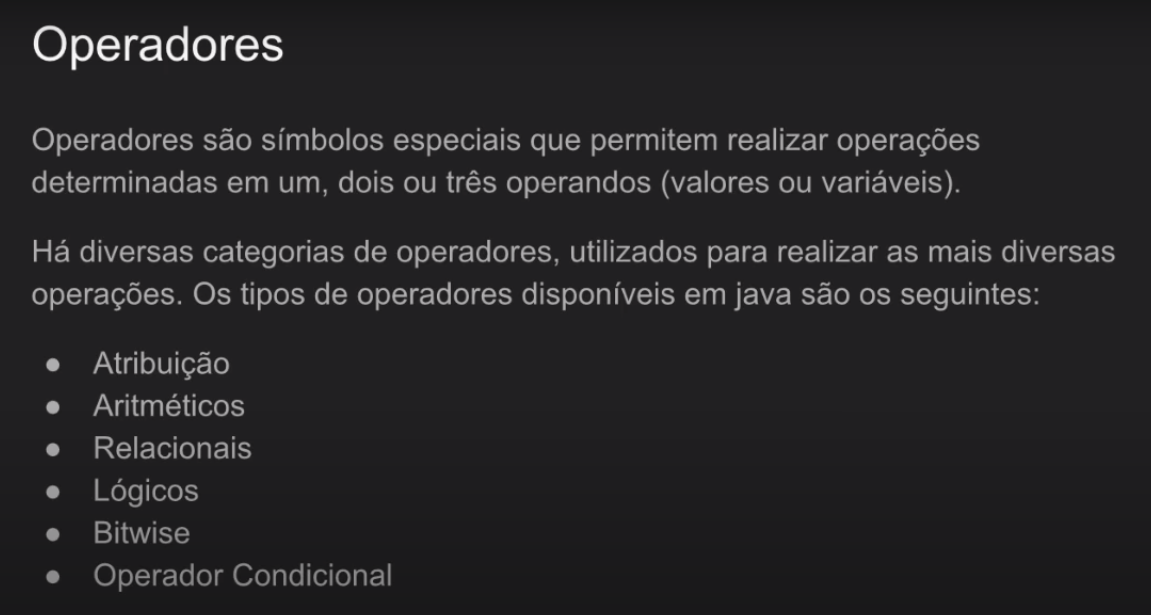 Operadores
Operadores são símbolos especiais que permitem realizar operações
determinadas em um, dois ou três operandos (valores ou variáveis).
Há diversas categorias de operadores, utilizados para realizar as mais diversas
operações. Os tipos de operadores disponíveis em java são os seguintes:
● Atribuição
● Aritméticos
● Relacionais
● Lógicos
● Bitwise
● Operador Condicional